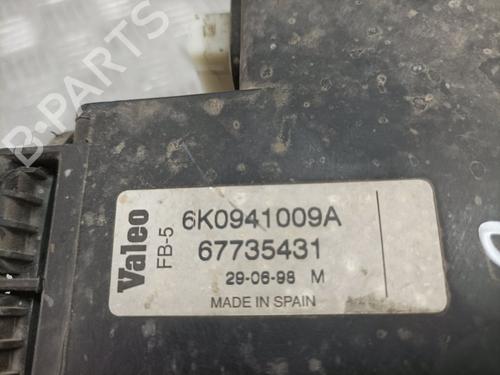 Valeo
FB-5
6K0941009A
67735431
29-06-98 M
MADE IN SPAIN
B-PARTS